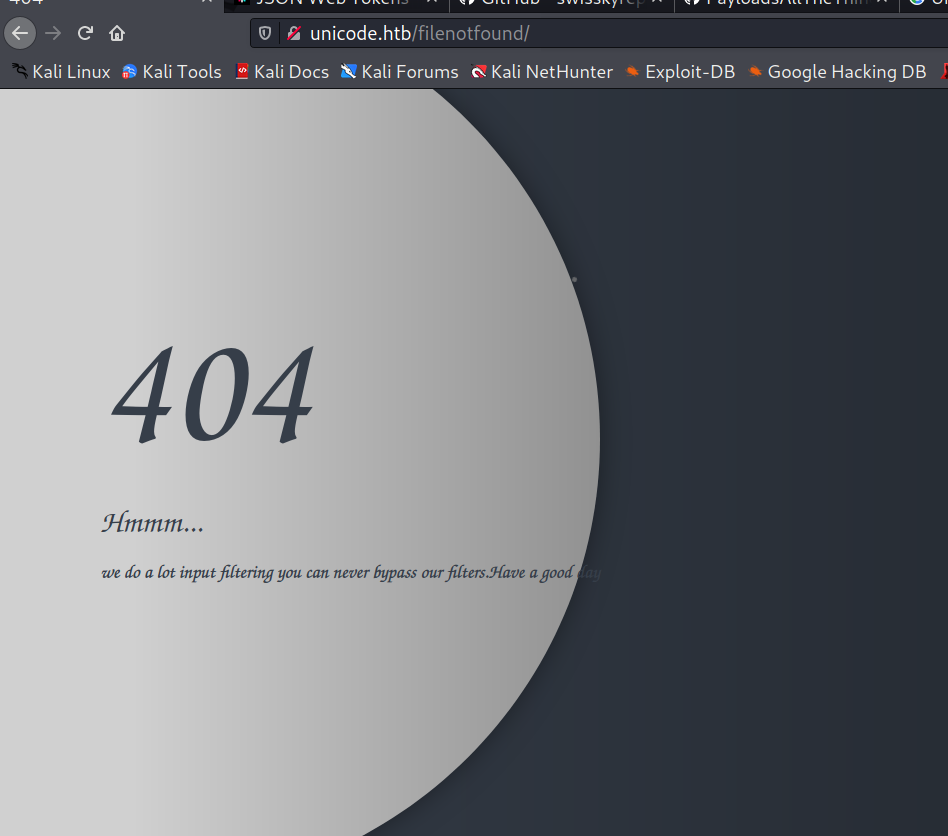 404
JSON Web Tokens
GitHub - swisskyrep
PayloadsAllTheThin
unicode.htb/filenotfound/
Kali Linux Kali Tools Kali Docs Kali Forums Kali NetHunter Exploit-DB Google Hacking DB
404
Hmmm...
we do a lot input filtering you can never bypass our filters.Have a good day